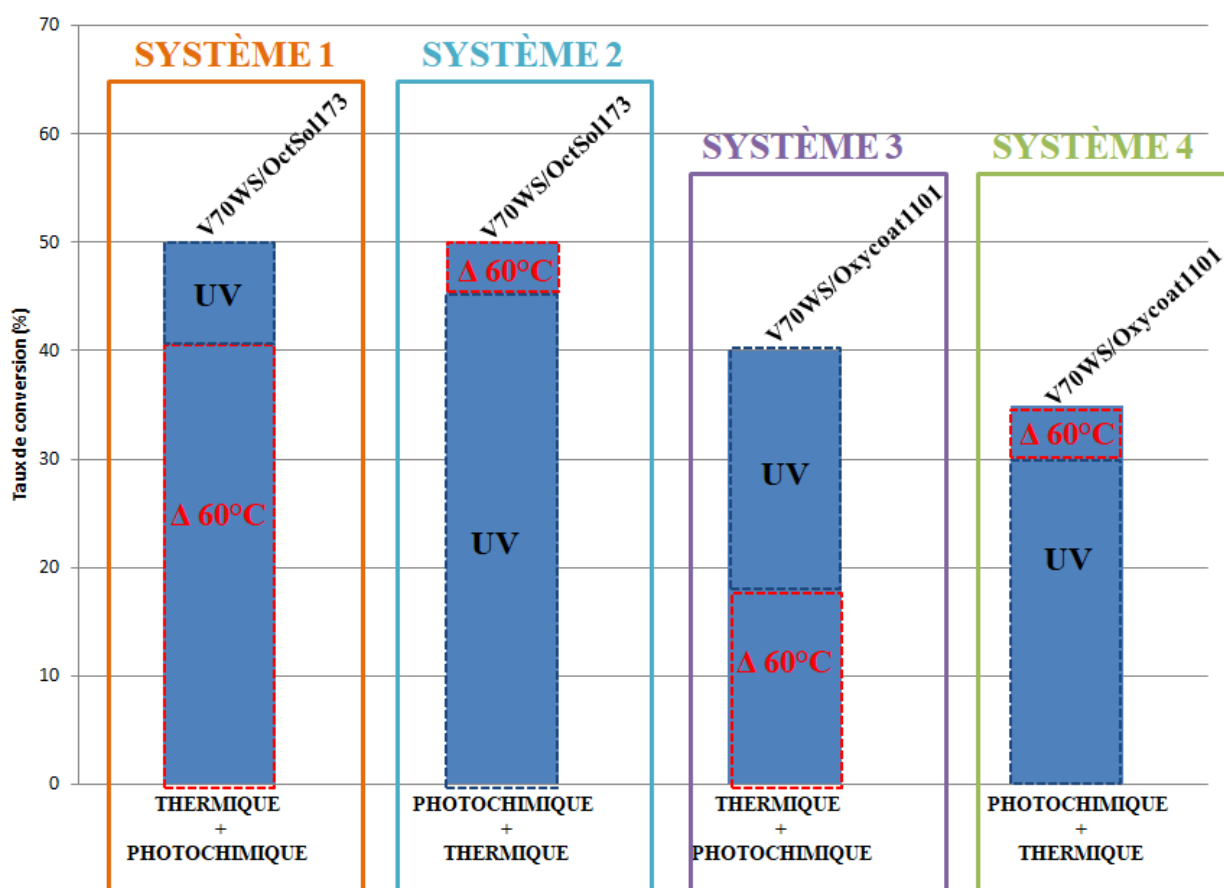 70
60
50
40
30
20
10
0
Taux de conversion (%)
SYSTÈME 1
V70WS/OctSol173
UV
Δ 60°C
THERMIQUE
+
PHOTOCHIMIQUE
SYSTÈME 2
V70WS/OctSol173
Δ 60°C
UV
PHOTOCHIMIQUE
+
THERMIQUE
SYSTÈME 3
V70WS/Oxycoat1101
UV
Δ 60°C
THERMIQUE
+
PHOTOCHIMIQUE
SYSTÈME 4
V70WS/Oxycoat1101
Δ 60°C
UV
PHOTOCHIMIQUE
+
THERMIQUE